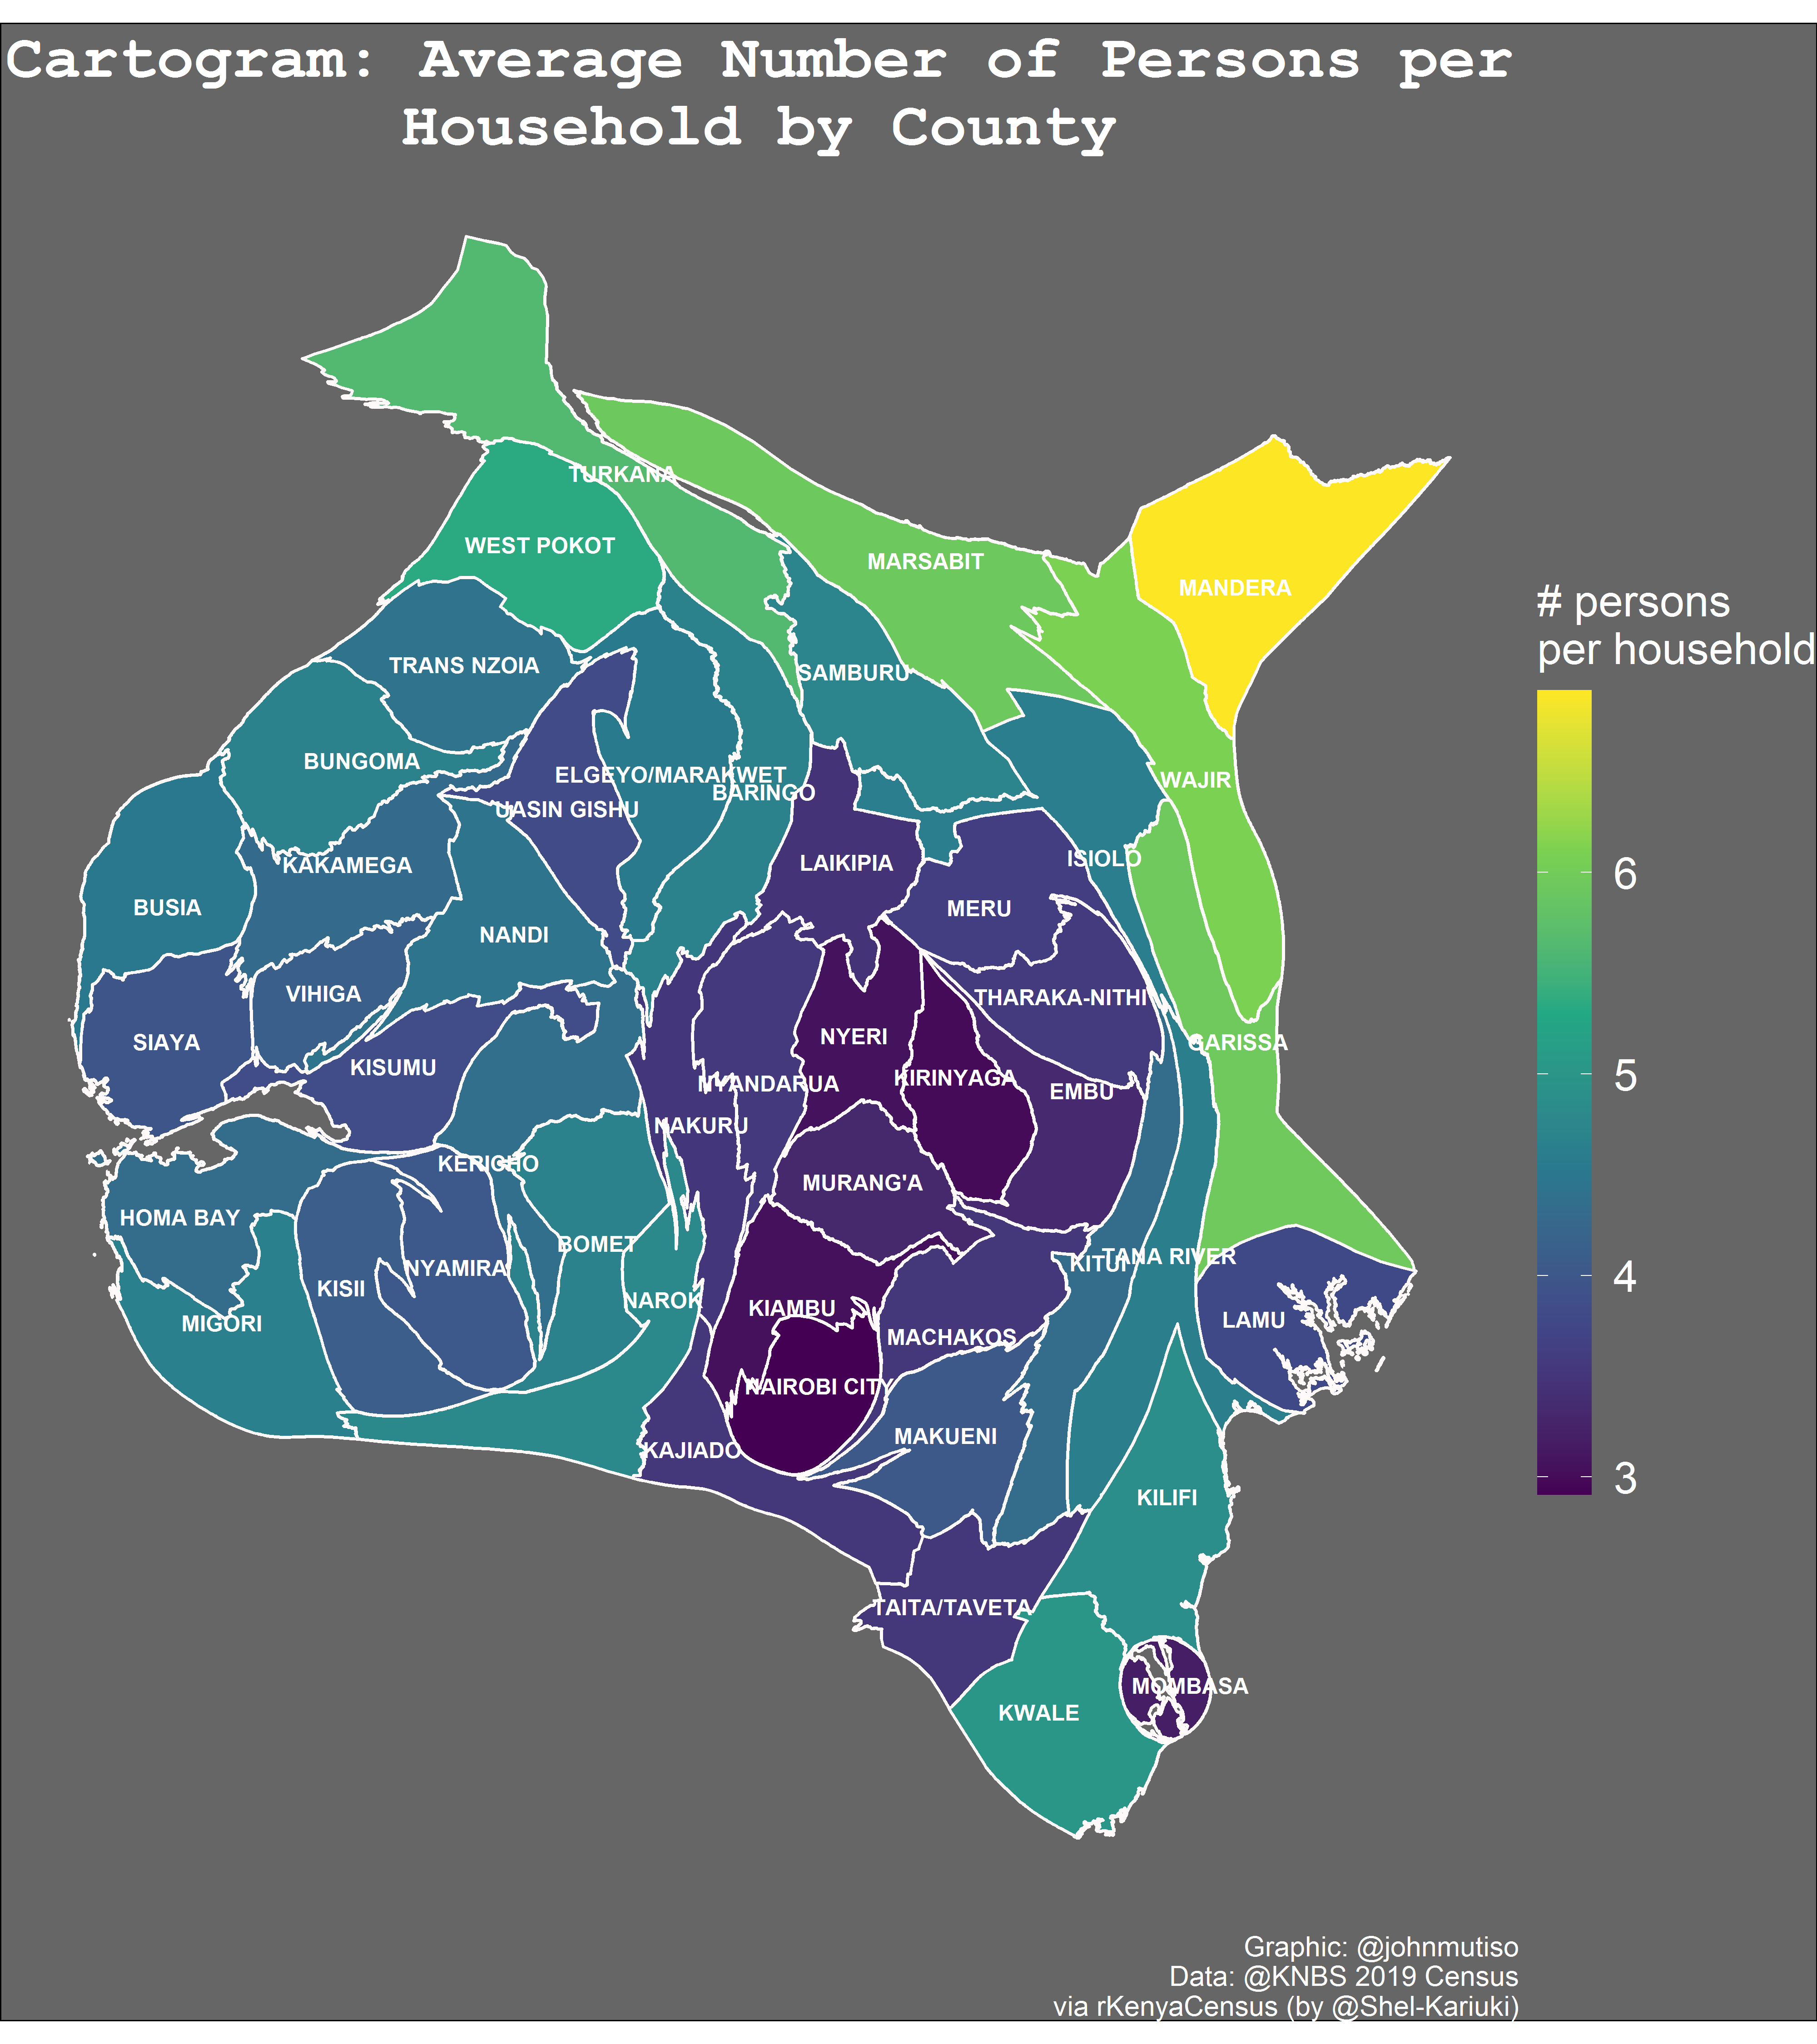 Cartogram: Average Number of Persons per
Household by County
TURKANA
WEST POKOT
MARSABIT
MANDERA
# persons
per household
TRANS NZOIA
SAMBURU
BUNGOMA
ELGEYO/MARAKWET
WAJIR
BARINGO
UASIN GISHU
KAKAMEGA
LAIKIPIA
ISIOLO
6
BUSIA
MERU
NANDI
VIHIGA
THARAKA-NITHI
SIAYA
NYERI
GARISSA
KISUMU
NYANDARUA
KIRINYAGA
EMBU
5
NAKURU
KERICHO
MURANG'A
HOMA BAY
BOMET
TANA RIVER
NYAMIRA
KITUI
KISII
4
NAROK
KIAMBU
MIGORI
LAMU
MACHAKOS
NAIROBI CITY
MAKUENI
KAJIADO
3
KILIFI
TAITA/TAVETA
MOMBASA
KWALE
Graphic: @johnmutiso
Data: @KNBS 2019 Census
via rKenyaCensus (by @Shel-Kariuki)